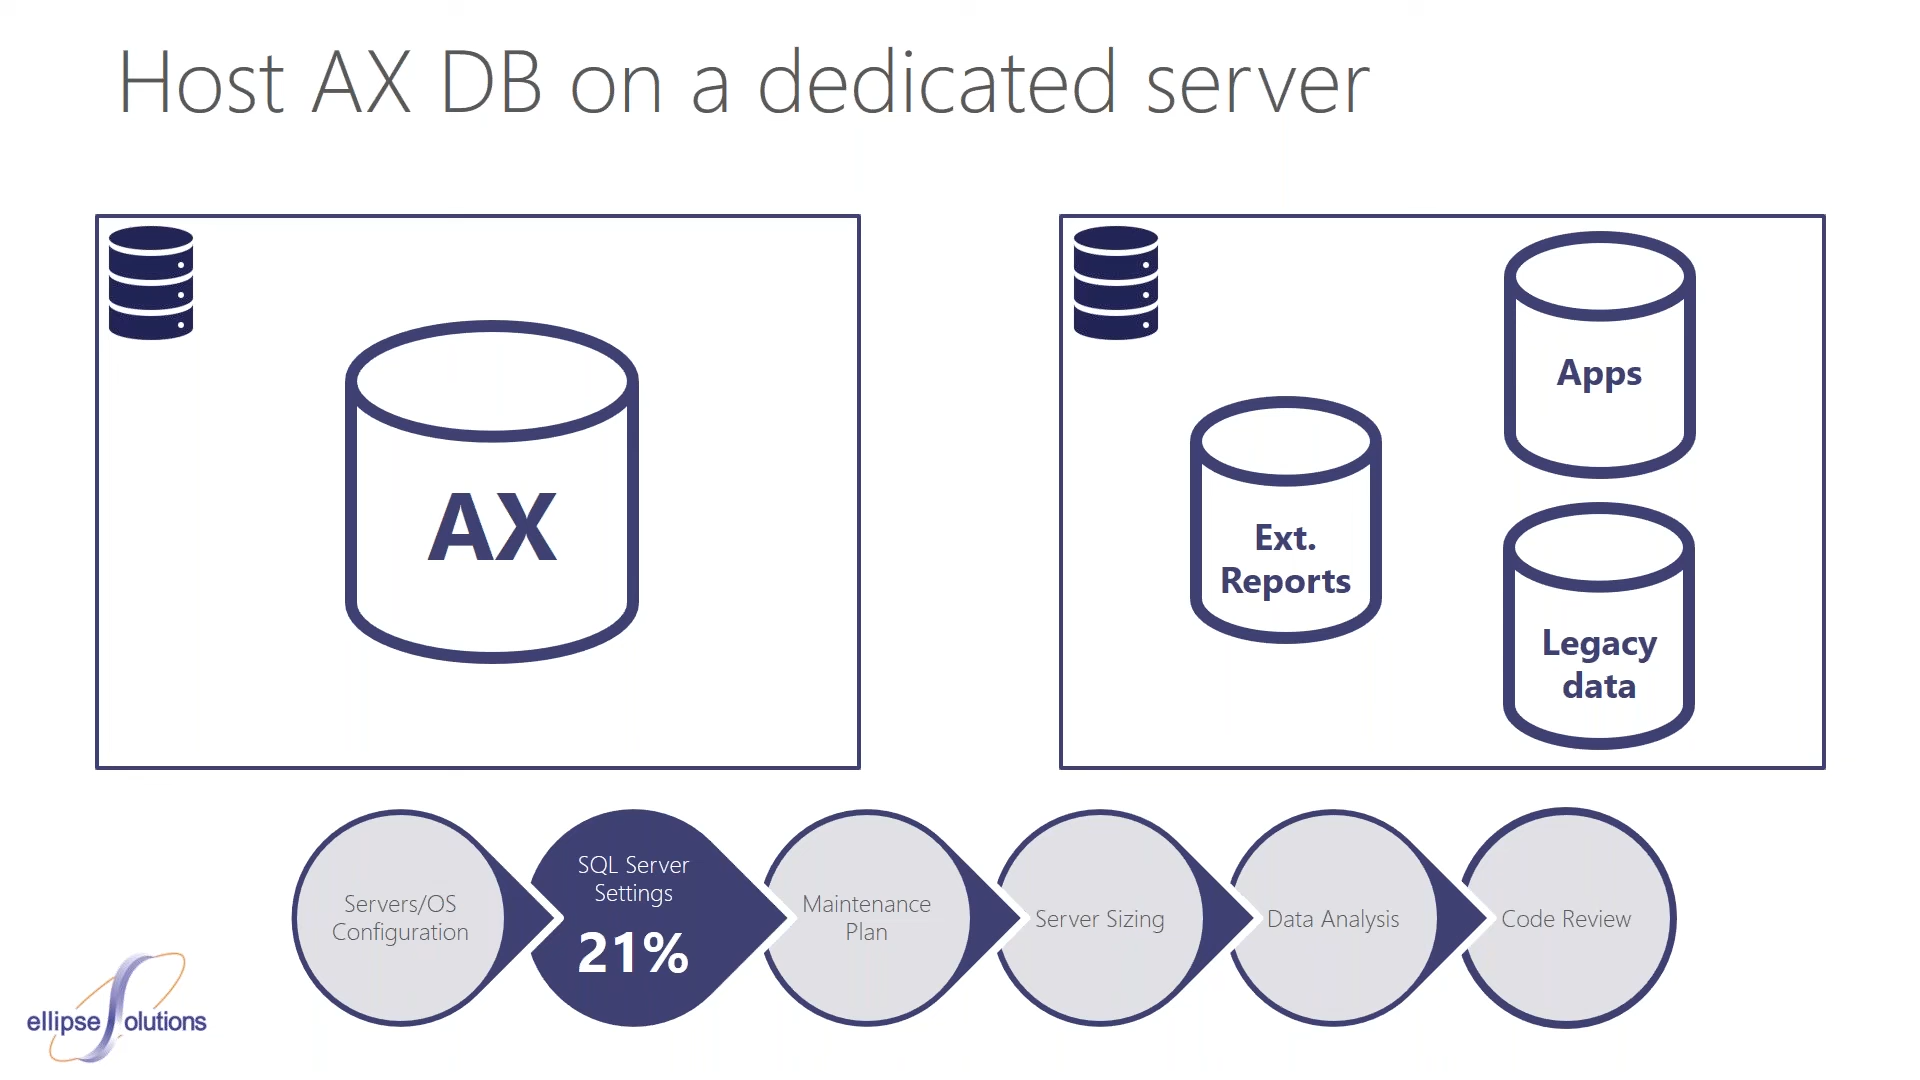 Host AX DB on a dedicated server
AX
Ext.
Reports
Apps
Legacy
data
Servers/OS
Configuration
SQL Server
Settings
21%
Maintenance
Plan
Server Sizing
Data Analysis
Code Review
ellipse Solutions